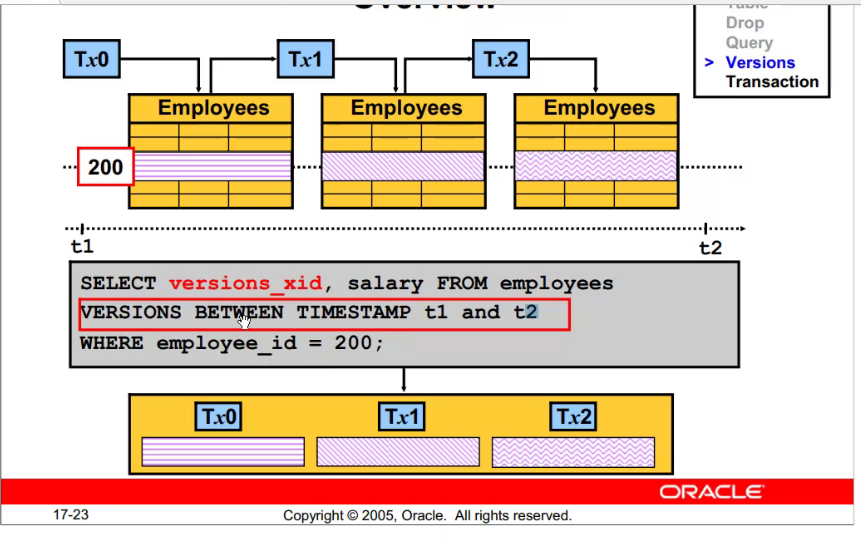 Overview
Table
Drop
Query
> Versions
Transaction
Tx0
Tx1
Tx2
Employees
Employees
Employees
200
t1
t2
SELECT versions_xid, salary FROM employees
VERSIONS BETWEEN TIMESTAMP t1 and t2
WHERE employee_id = 200;
Tx0
Tx1
Tx2
ORACLE
17-23
Copyright © 2005, Oracle. All rights reserved.